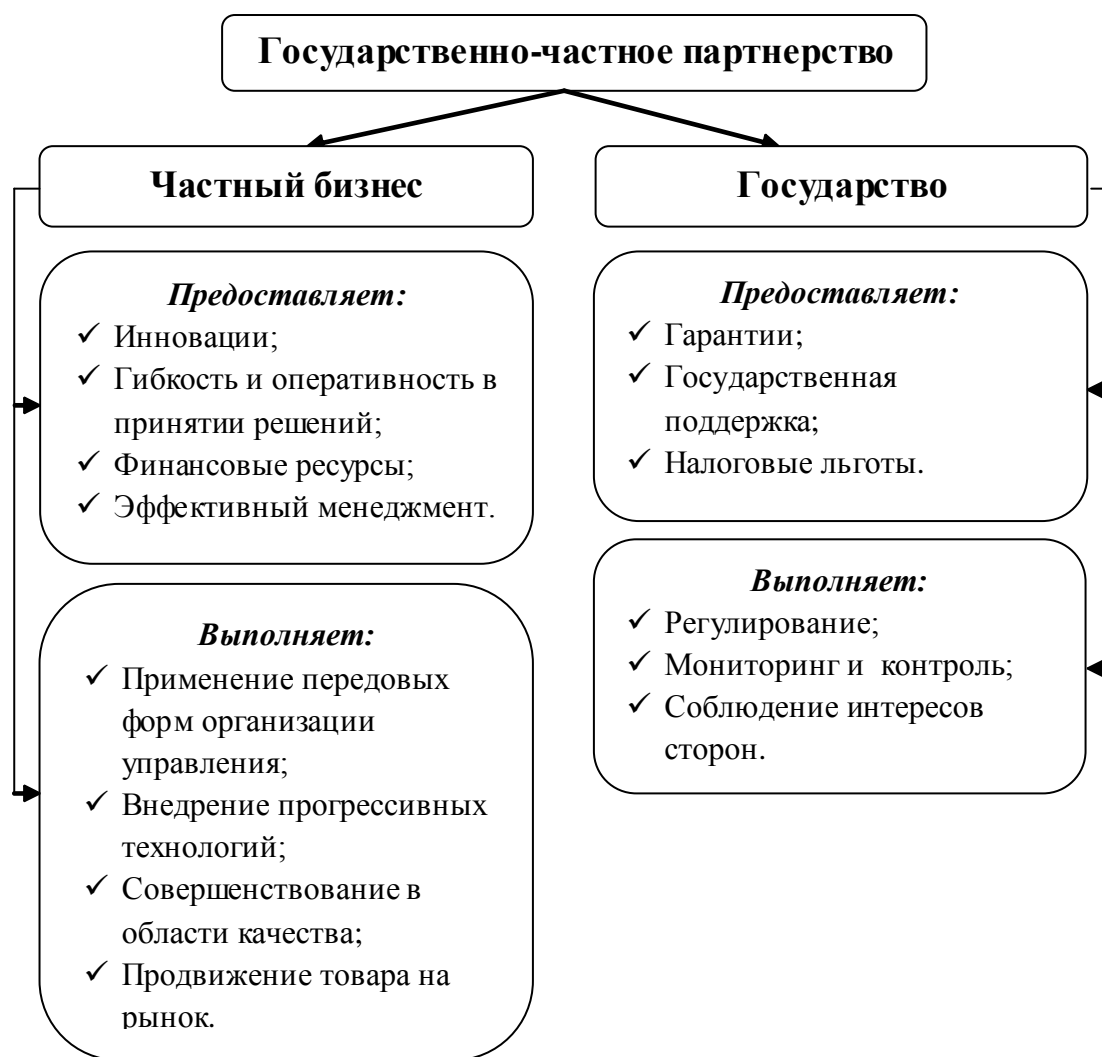 Государственно-частное партнерство
Частный бизнес
Предоставляет:
✓ Инновации;
✓ Гибкость и оперативность в
принятии решений;
✓ Финансовые ресурсы;
✓ Эффективный менеджмент.
Выполняет:
✓ Применение передовых
форм организации
управления;
✓ Внедрение прогрессивных
технологий;
✓ Совершенствование в
области качества;
✓ Продвижение товара на
рынок.
Государство
Предоставляет:
✓ Гарантии;
✓ Государственная
поддержка;
✓ Налоговые льготы.
Выполняет:
✓ Регулирование;
✓ Мониторинг и контроль;
✓ Соблюдение интересов
сторон.